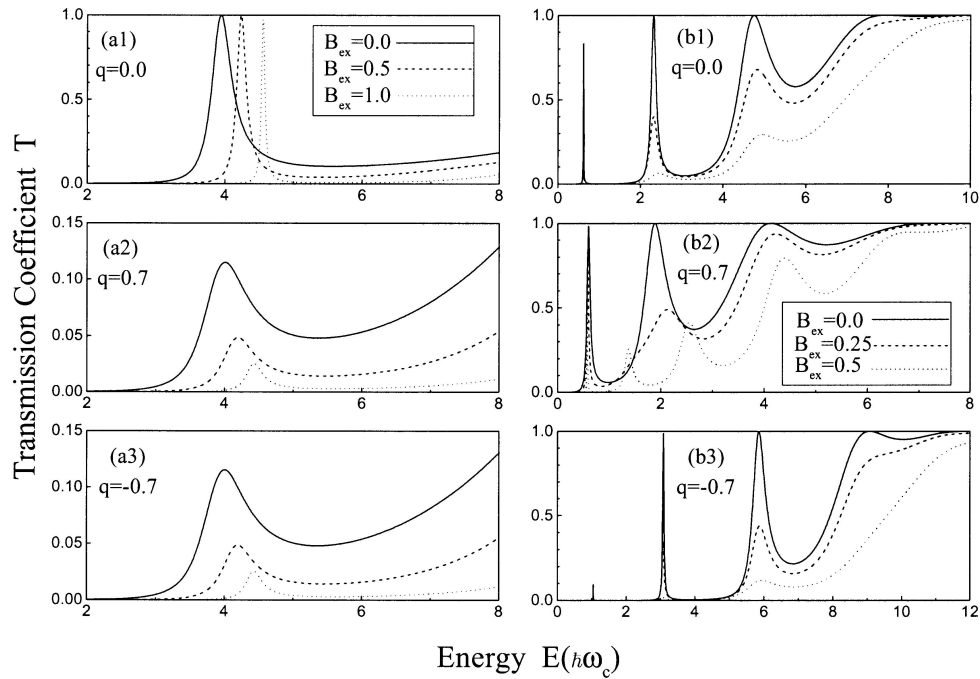 Transmission Coefficient T
(a1)
q=0.0
B_ex=0.0
B_ex=0.5
B_ex=1.0
1.0
0.5
0.0
2 4 6 8
(b1)
q=0.0
1.0
0.5
0.0
0 2 4 6 8 10
(a2)
q=0.7
0.15
0.10
0.05
0.00
2 4 6 8
(b2)
q=0.7
B_ex=0.0
B_ex=0.25
B_ex=0.5
1.0
0.5
0.0
0 2 4 6 8
(a3)
q=-0.7
0.15
0.10
0.05
0.00
2 4 6 8
(b3)
q=-0.7
1.0
0.5
0.0
0 2 4 6 8 10 12
Energy E(ħω_c)